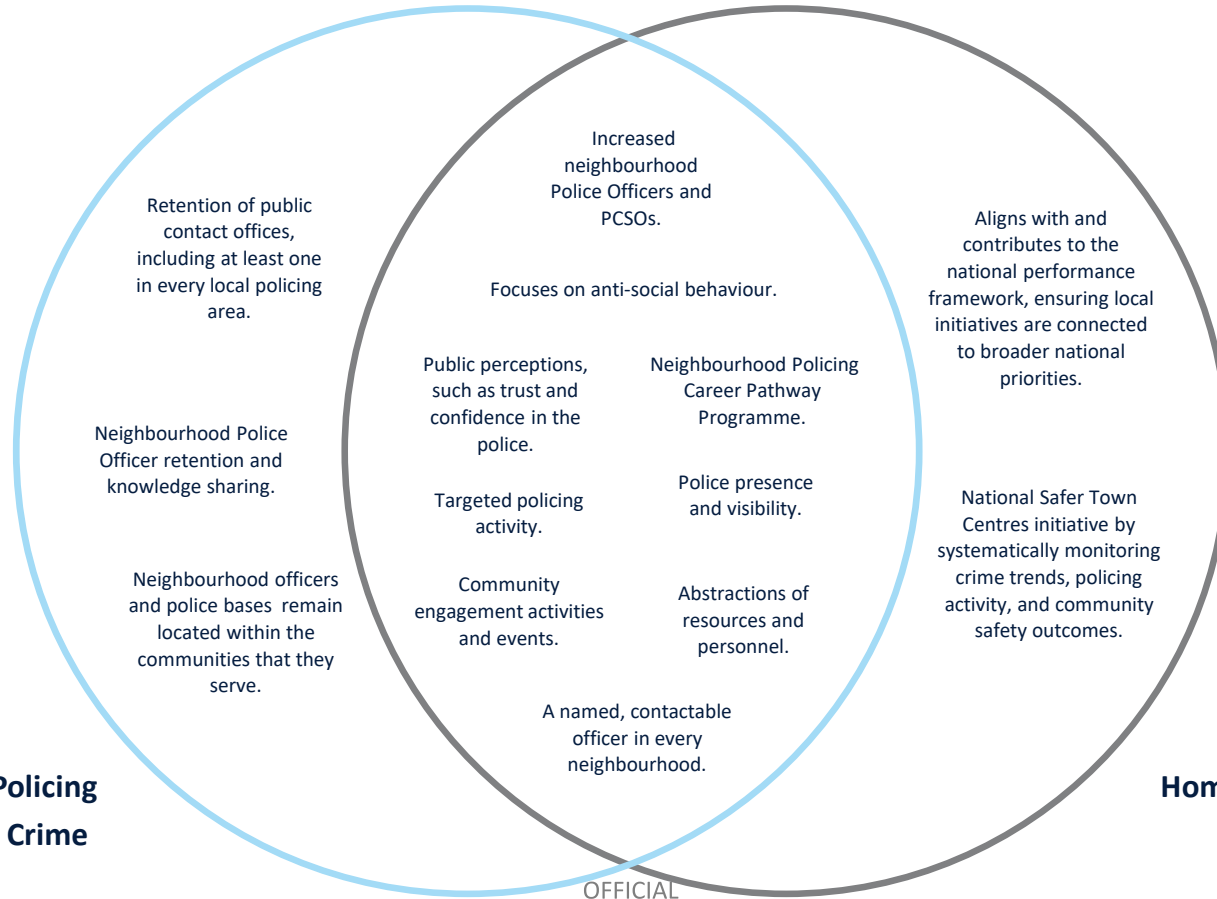 Retention of public
contact offices,
including at least one
in every local policing
area.
Neighbourhood Police
Officer retention and
knowledge sharing.
Neighbourhood officers
and police bases remain
located within the
communities that they
serve.
Increased
neighbourhood
Police Officers and
PCSOs.
Focuses on anti-social behaviour.
Public perceptions,
such as trust and
confidence in the
police.
Neighbourhood Policing
Career Pathway
Programme.
Targeted policing
activity.
Police presence
and visibility.
Community
engagement activities
and events.
Abstractions of
resources and
personnel.
A named, contactable
officer in every
neighbourhood.
Aligns with and
contributes to the
national performance
framework, ensuring local
initiatives are connected
to broader national
priorities.
National Safer Town
Centres initiative by
systematically monitoring
crime trends, policing
activity, and community
safety outcomes.
Policing
Crime
Hom
OFFICIAL